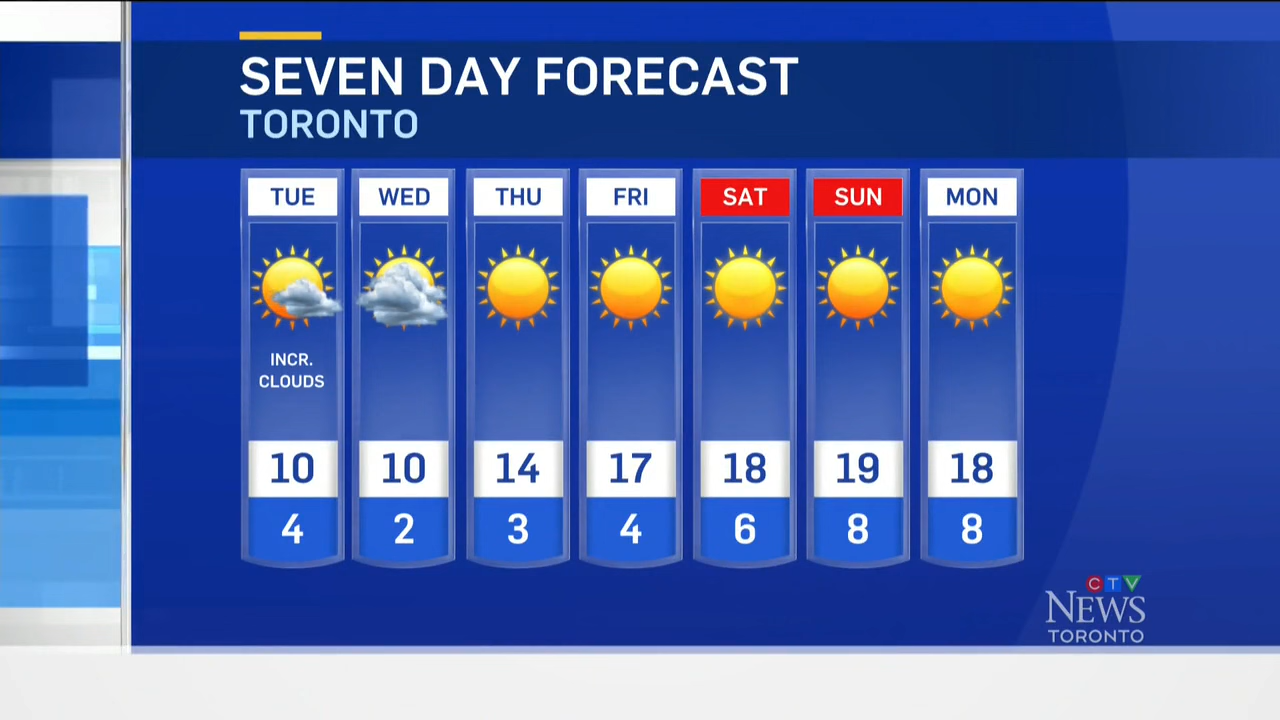 SEVEN DAY FORECAST
TORONTO
TUE WED THU FRI SAT SUN MON
INCR.
CLOUDS
10 10 14 17 18 19 18
4 2 3 4 6 8 8
CTV
NEWS
TORONTO